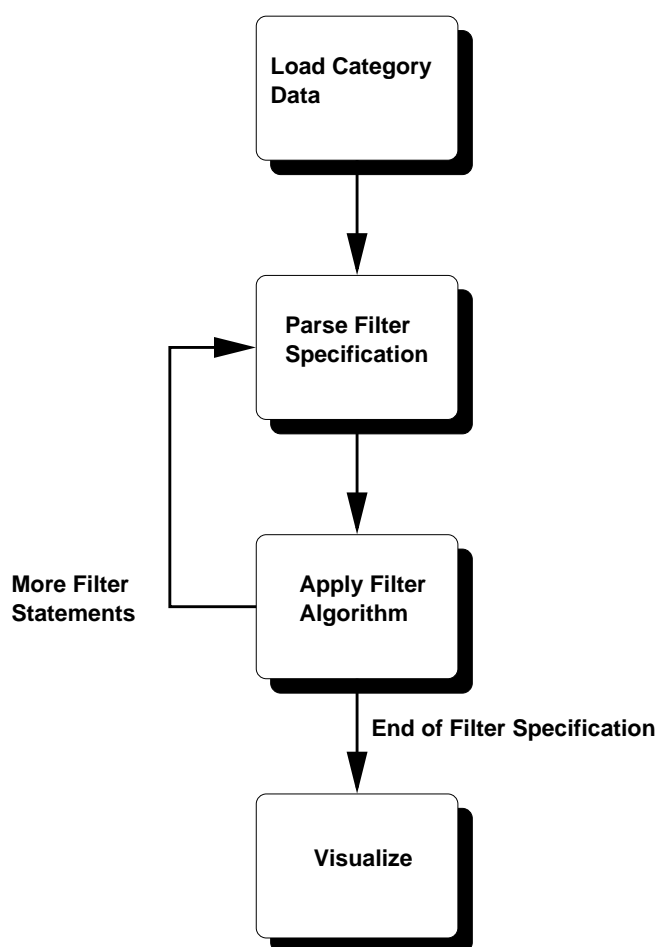 Load Category
Data
Parse Filter
Specification
More Filter
Statements
Apply Filter
Algorithm
End of Filter Specification
Visualize